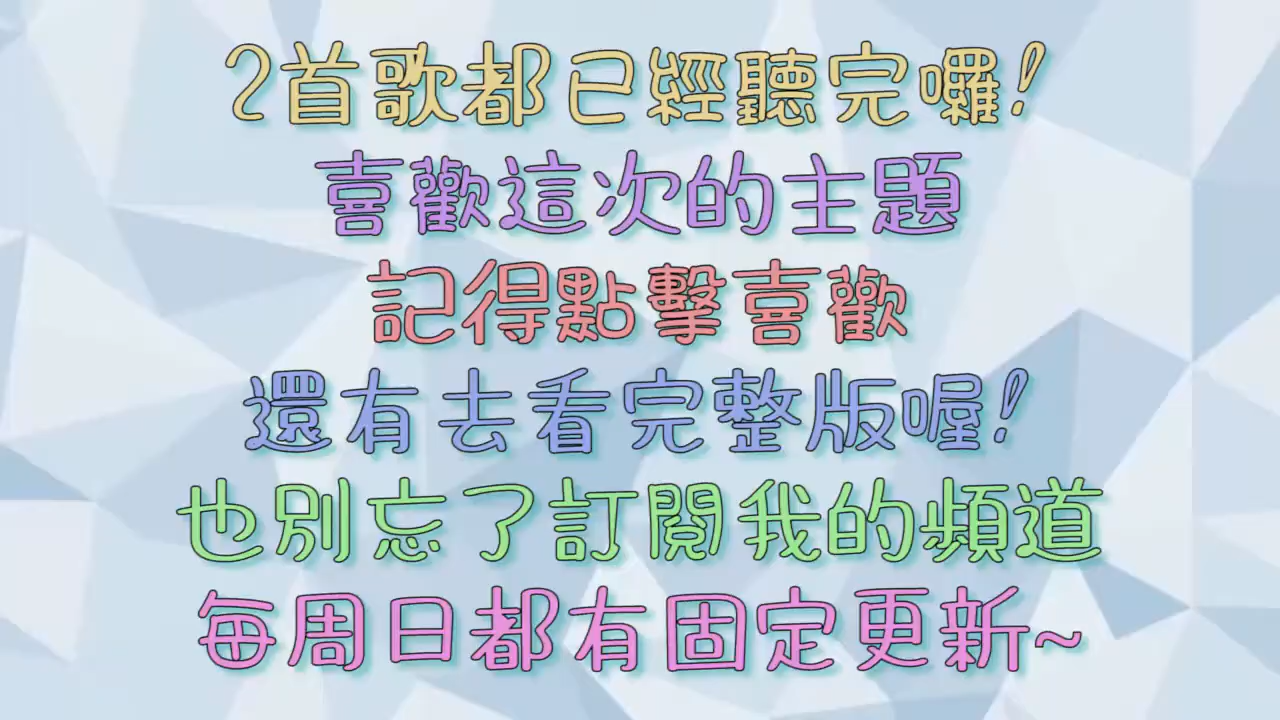 2首歌都已經聽完囉!
喜歡這次的主題
記得點擊喜歡
還有去看完整版喔!
也別忘了訂閱我的頻道
每周日都有固定更新~